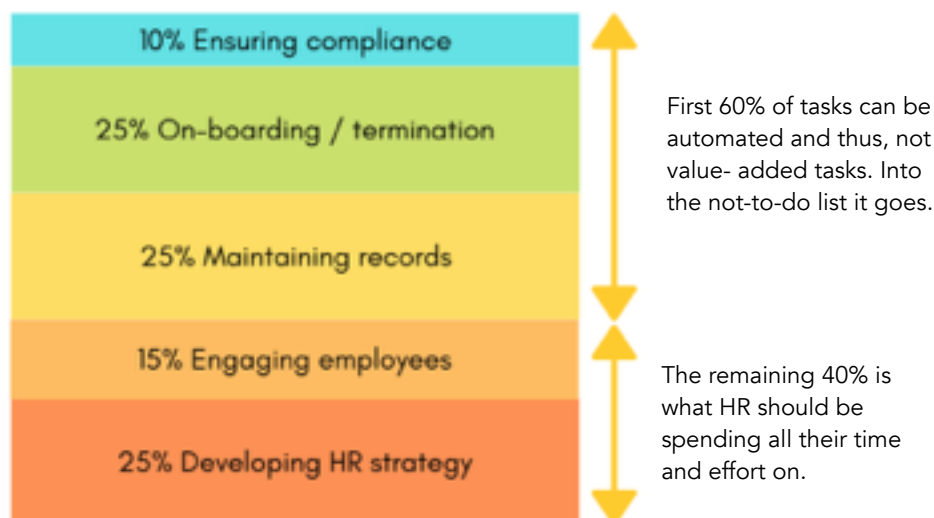 10% Ensuring compliance
25% On-boarding / termination
25% Maintaining records
15% Engaging employees
25% Developing HR strategy
First 60% of tasks can be
automated and thus, not
value- added tasks. Into
the not-to-do list it goes.
The remaining 40% is
what HR should be
spending all their time
and effort on.